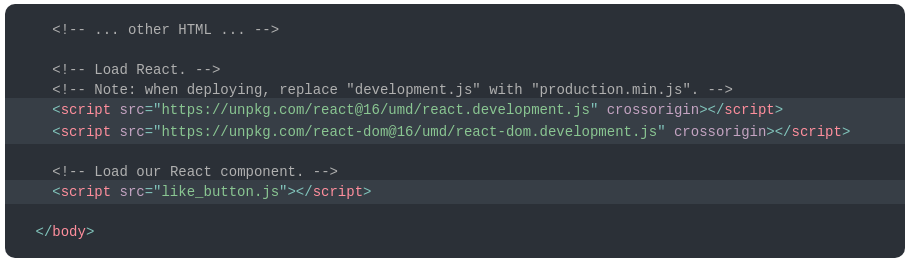 <!-- ... other HTML ... -->
<!-- Load React. -->
<!-- Note: when deploying, replace "development.js" with "production.min.js". -->
<script src="https://unpkg.com/react@16/umd/react.development.js" crossorigin></script>
<script src="https://unpkg.com/react-dom@16/umd/react-dom.development.js" crossorigin></script>
<!-- Load our React component. -->
<script src="like_button.js"></script>
</body>